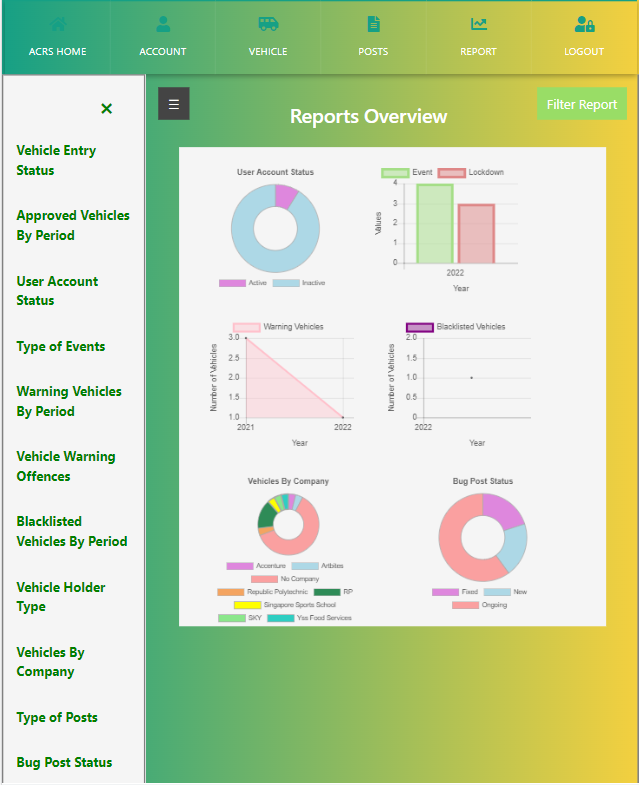 ACRS HOME
ACCOUNT
VEHICLE
POSTS
REPORT
LOGOUT
×
☰
Reports Overview
Filter Report
Vehicle Entry
Status
Approved Vehicles
By Period
User Account
Status
Type of Events
Warning Vehicles
By Period
Vehicle Warning
Offences
Blacklisted
Vehicles By Period
Vehicle Holder
Type
Vehicles By
Company
Type of Posts
Bug Post Status
User Account Status
Active Inactive
Event Lockdown
Values
4
3
2
1
0
2022
Year
Warning Vehicles
Number of Vehicles
3.0
2.5
2.0
1.5
1.0
2021 2022
Year
Blacklisted Vehicles
Number of Vehicles
2.0
1.5
1.0
0.5
0
2022
Year
Vehicles By Company
Accenture Artbites
No Company
Republic Polytechnic RP
Singapore Sports School
SKY Yss Food Services
Bug Post Status
Fixed New
Ongoing